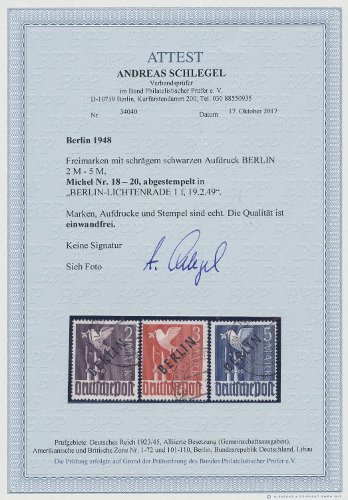 ATTEST
ANDREAS SCHLEGEL
Verbandsprüfer
im Bund Philatelistischer Prüfer e. V.
D-10719 Berlin, Kurfürstendamm 200, Tel. 030 88550935
Nr 34040 Datum 17. Oktober 2017
Berlin 1948
Freimarken mit schrägem schwarzen Aufdruck BERLIN
2 M - 5 M,
Michel Nr. 18 – 20, abgestempelt in
„BERLIN-LICHTENRADE 1 f, 19.2.49“.
Marken, Aufdrucke und Stempel sind echt. Die Qualität ist
einwandfrei.
Keine Signatur
A. Schlegel
Sieh Foto
2 3 5
BERLIN BERLIN BERLIN
Deutsche Post Deutsche Post Deutsche Post
Prüfgebiete: Deutsches Reich 1923/45, Alliierte Besetzung (Gemeinschaftsausgaben),
Amerikanische und Britische Zone Nr. 1-72 und 101-110, Berlin, Bundesrepublik Deutschland, Libau
Die Prüfung erfolgte auf Grund der Prüfordnung des Bundes Philatelistischer Prüfer e.V.